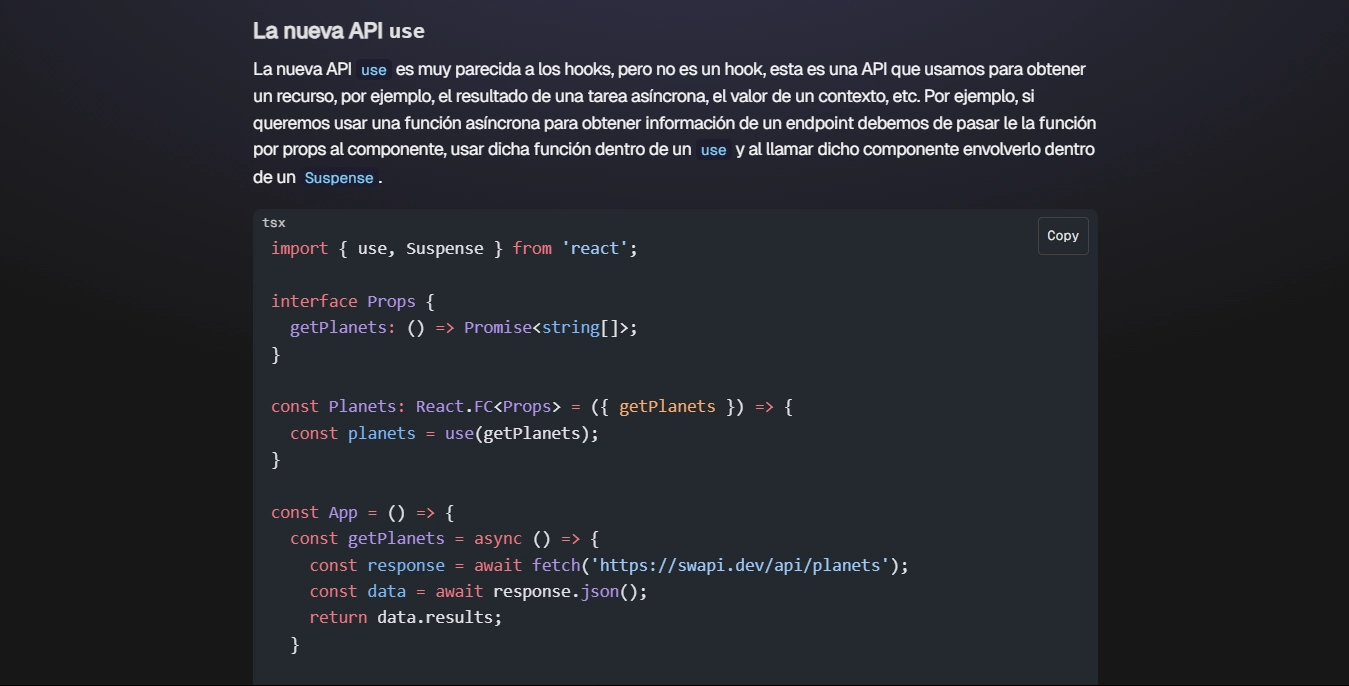 La nueva API use
La nueva API use es muy parecida a los hooks, pero no es un hook, esta es una API que usamos para obtener
un recurso, por ejemplo, el resultado de una tarea asíncrona, el valor de un contexto, etc. Por ejemplo, si
queremos usar una función asíncrona para obtener información de un endpoint debemos de pasar le la función
por props al componente, usar dicha función dentro de un use y al llamar dicho componente envolverlo dentro
de un Suspense .
tsx
Copy
import { use, Suspense } from 'react';

interface Props {
  getPlanets: () => Promise<string[]>;
}

const Planets: React.FC<Props> = ({ getPlanets }) => {
  const planets = use(getPlanets);
}

const App = () => {
  const getPlanets = async () => {
    const response = await fetch('https://swapi.dev/api/planets');
    const data = await response.json();
    return data.results;
  }